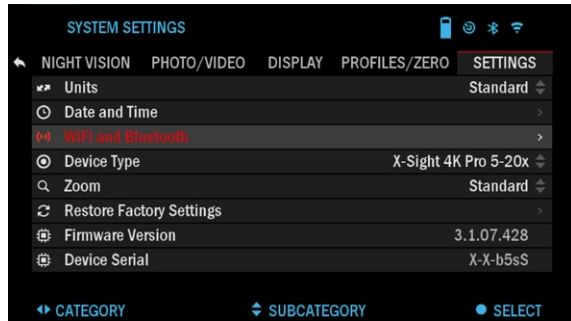 SYSTEM SETTINGS
NIGHT VISION PHOTO/VIDEO DISPLAY PROFILES/ZERO SETTINGS
Units Standard
Date and Time
WiFi and Bluetooth
Device Type X-Sight 4K Pro 5-20x
Zoom Standard
Restore Factory Settings
Firmware Version 3.1.07.428
Device Serial X-X-b5sS
CATEGORY SUBCATEGORY SELECT